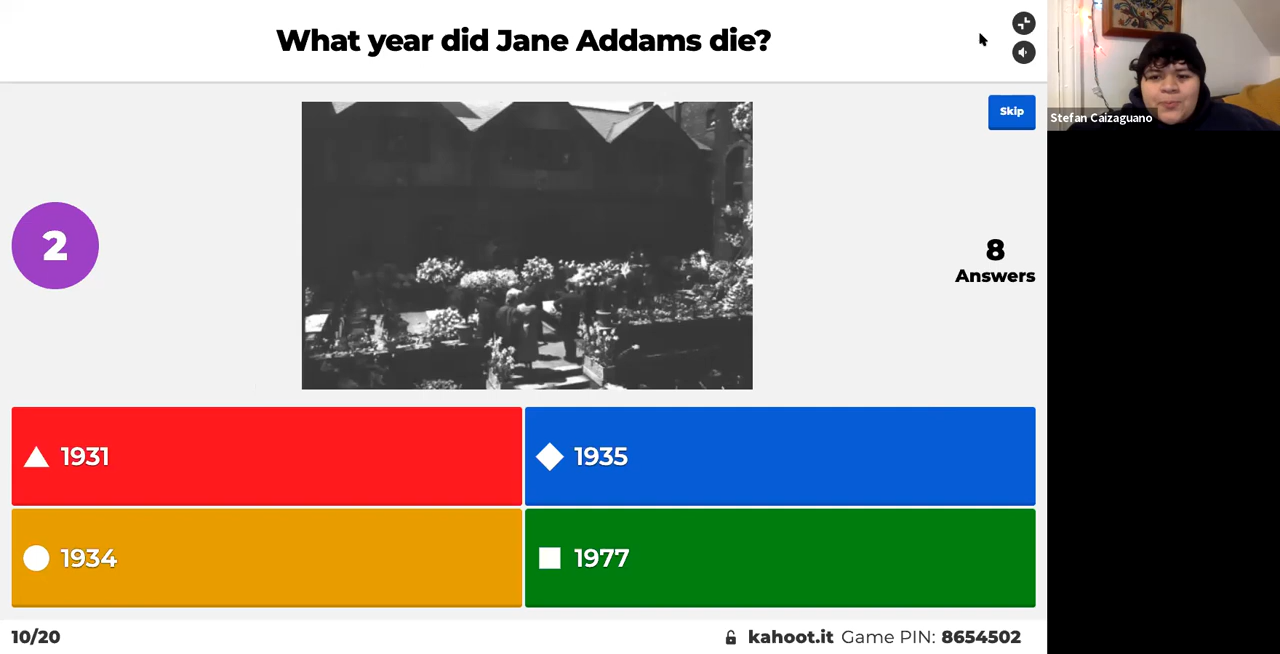 What year did Jane Addams die?
Skip
Stefan Caizaguano
2
8
Answers
1931
1935
1934
1977
10/20
kahoot.it Game PIN: 8654502